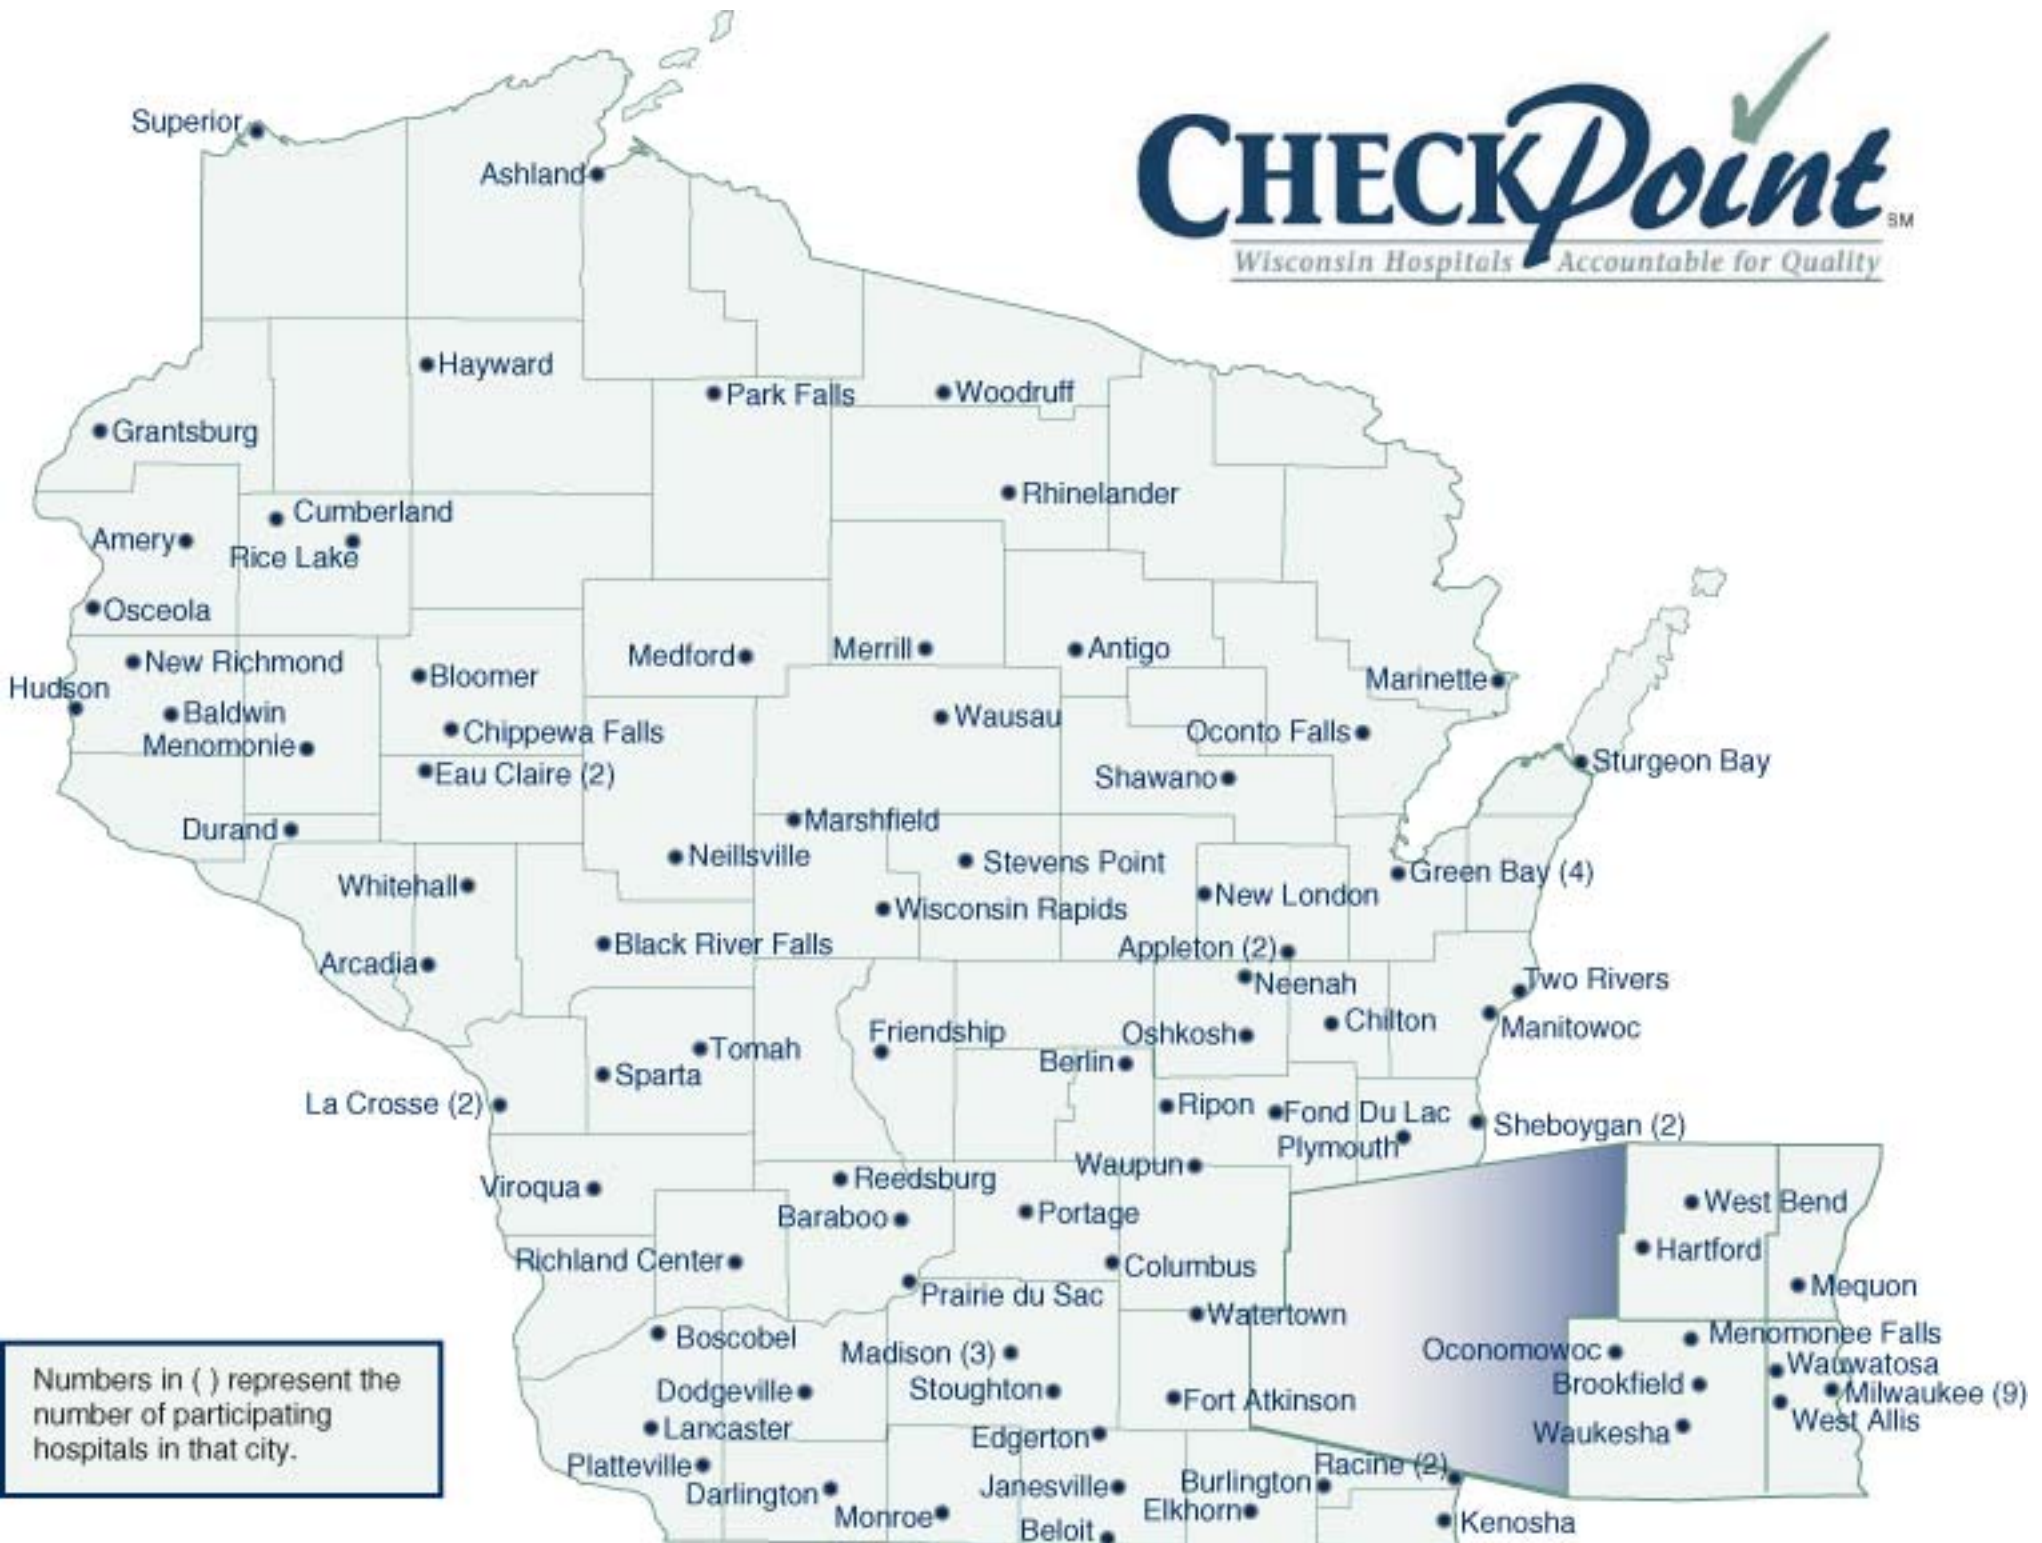 CHECKPoint SM
Wisconsin Hospitals Accountable for Quality
Superior
Ashland
Hayward
Park Falls
Woodruff
Grantsburg
Rhinelander
Cumberland
Amery
Rice Lake
Osceola
Medford
Merrill
Antigo
New Richmond
Bloomer
Marinette
Hudson
Baldwin
Wausau
Chippewa Falls
Oconto Falls
Menomonie
Sturgeon Bay
Eau Claire (2)
Shawano
Marshfield
Durand
Neillsville
Stevens Point
Green Bay (4)
Whitehall
New London
Wisconsin Rapids
Black River Falls
Appleton (2)
Arcadia
Neenah
Two Rivers
Chilton
Manitowoc
Friendship
Oshkosh
Tomah
Berlin
Sparta
La Crosse (2)
Ripon
Fond Du Lac
Sheboygan (2)
Plymouth
Waupun
Reedsburg
Viroqua
West Bend
Portage
Baraboo
Hartford
Richland Center
Columbus
Mequon
Prairie du Sac
Watertown
Boscobel
Menomonee Falls
Madison (3)
Oconomowoc
Wauwatosa
Brookfield
Milwaukee (9)
Dodgeville
Stoughton
Fort Atkinson
West Allis
Lancaster
Waukesha
Edgerton
Platteville
Racine (2)
Darlington
Janesville
Burlington
Elkhorn
Monroe
Beloit
Kenosha
Numbers in ( ) represent the
number of participating
hospitals in that city.